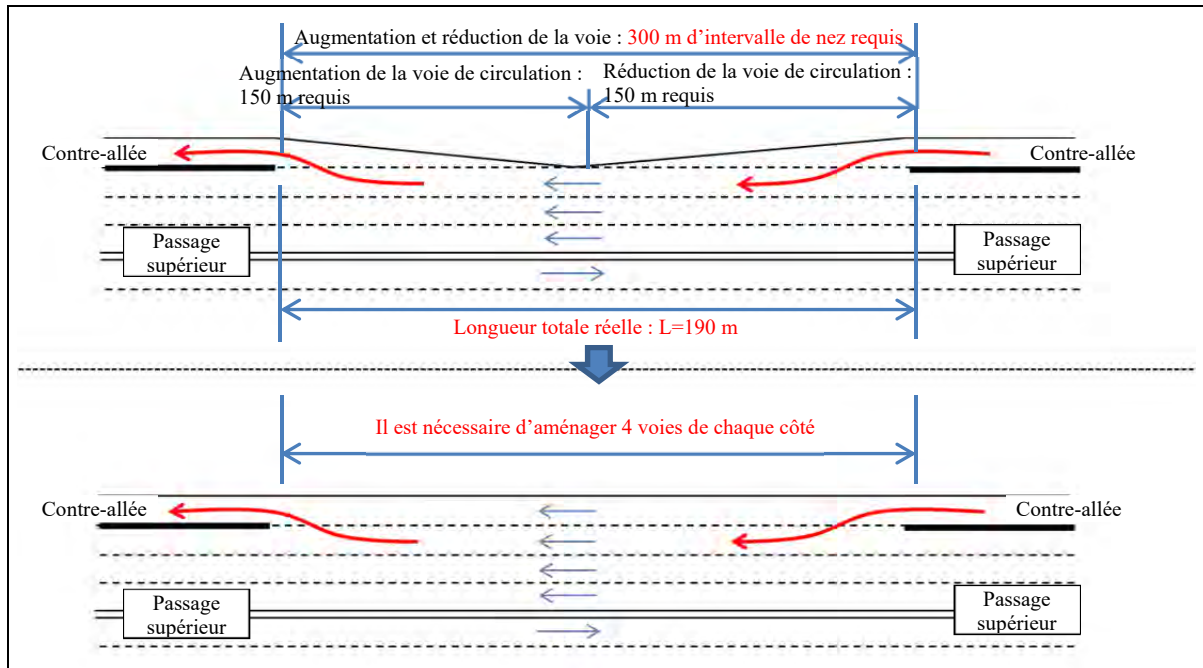 Augmentation et réduction de la voie : 300 m d’intervalle de nez requis
Augmentation de la voie de circulation :
150 m requis
Réduction de la voie de circulation :
150 m requis
Contre-allée
Contre-allée
Passage
supérieur
Passage
supérieur
Longueur totale réelle : L=190 m
Il est nécessaire d’aménager 4 voies de chaque côté
Contre-allée
Contre-allée
Passage
supérieur
Passage
supérieur